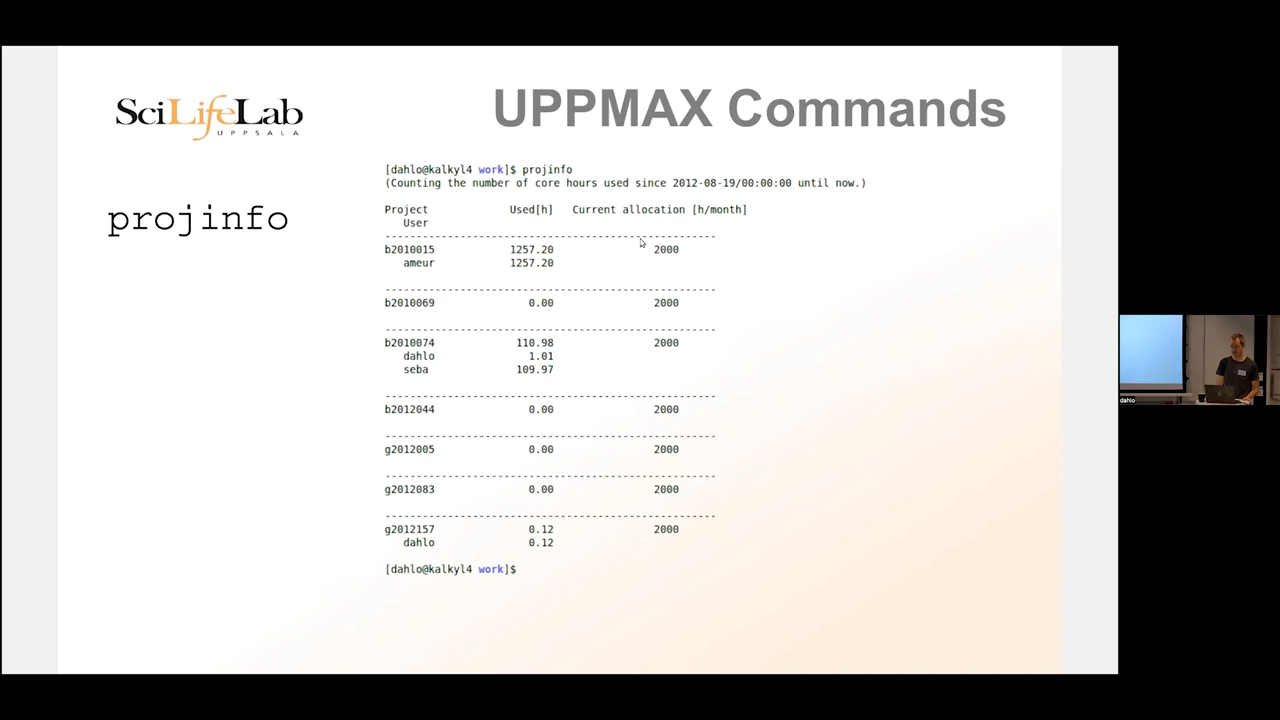 SciLifeLab
UPPSALA
UPPMAX Commands
projinfo
[dahlo@kalkyl4 work]$ projinfo
(Counting the number of core hours used since 2012-08-19/00:00:00 until now.)
Project Used[h] Current allocation [h/month]
User
-----------------------------------------------------
b2010015 1257.20 2000
ameur 1257.20
-----------------------------------------------------
b2010069 0.00 2000
-----------------------------------------------------
b2010074 110.98 2000
dahlo 1.01
seba 109.97
-----------------------------------------------------
b2012044 0.00 2000
-----------------------------------------------------
g2012005 0.00 2000
-----------------------------------------------------
g2012083 0.00 2000
-----------------------------------------------------
g2012157 0.12 2000
dahlo 0.12
[dahlo@kalkyl4 work]$
dahlo